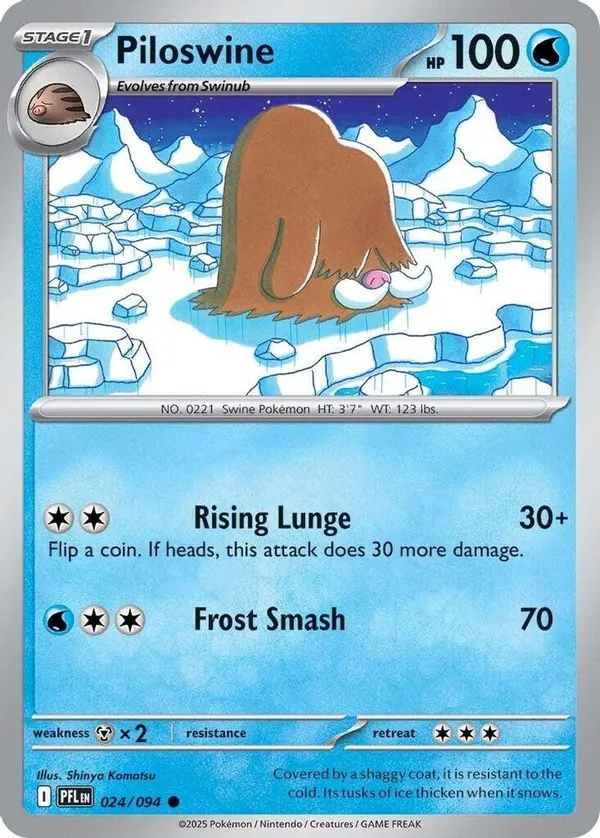 STAGE1
Piloswine
HP 100
Evolves from Swinub
NO. 0221 Swine Pokémon HT: 3'7" WT: 123 lbs.
Rising Lunge 30+
Flip a coin. If heads, this attack does 30 more damage.
Frost Smash 70
weakness ×2 resistance retreat
Illus. Shinya Komatsu
Covered by a shaggy coat, it is resistant to the
cold. Its tusks of ice thicken when it snows.
I PFL EN 024/094
©2025 Pokémon / Nintendo / Creatures / GAME FREAK